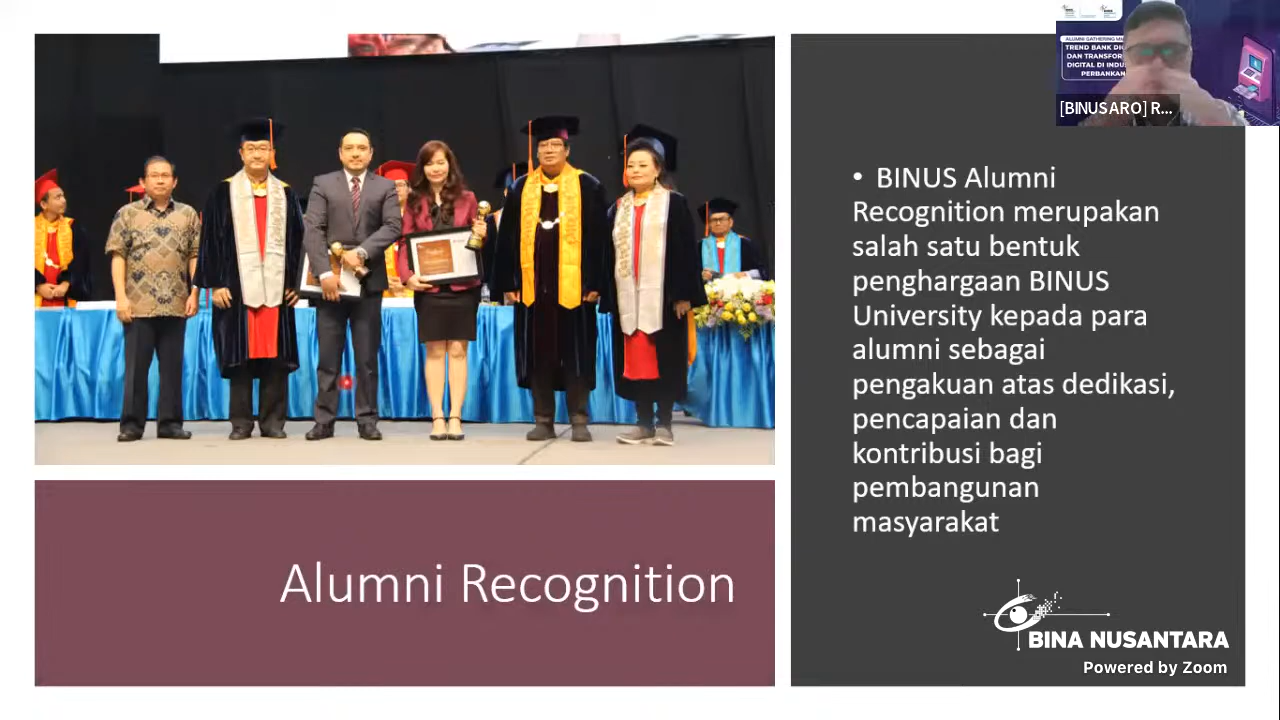 ALUMNI GATHERING
TREND BANK
DAN TRANSFOR
DIGITAL DI INDU
PERBANKAN
[BINUSARO] R...
• BINUS Alumni
Recognition merupakan
salah satu bentuk
penghargaan BINUS
University kepada para
alumni sebagai
pengakuan atas dedikasi,
pencapaian dan
kontribusi bagi
pembangunan
masyarakat
Alumni Recognition
BINA NUSANTARA
Powered by Zoom